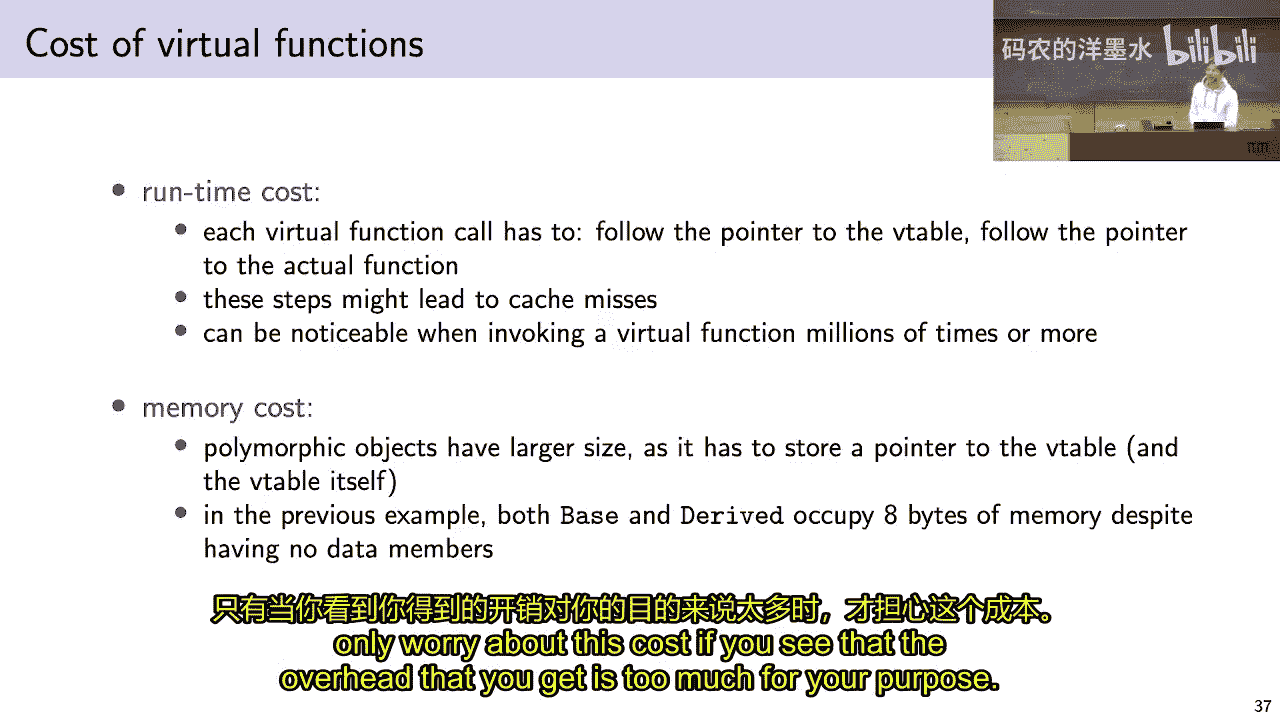 Cost of virtual functions
码农的洋墨水 bilibili
• run-time cost:
• each virtual function call has to: follow the pointer to the vtable, follow the pointer
to the actual function
• these steps might lead to cache misses
• can be noticeable when invoking a virtual function millions of times or more
• memory cost:
• polymorphic objects have larger size, as it has to store a pointer to the vtable (and
the vtable itself)
• in the previous example, both Base and Derived occupy 8 bytes of memory despite
having no data members
只有当你看到你得到的开销对你的目的来说太多时，才担心这个成本。
only worry about this cost if you see that the
overhead that you get is too much for your purpose.
37